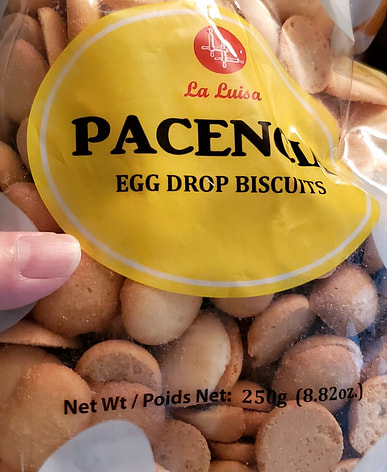 La Luisa
EGG DROP BISCUITS
Net Wt / Poids Net: 250g (8.82oz.)